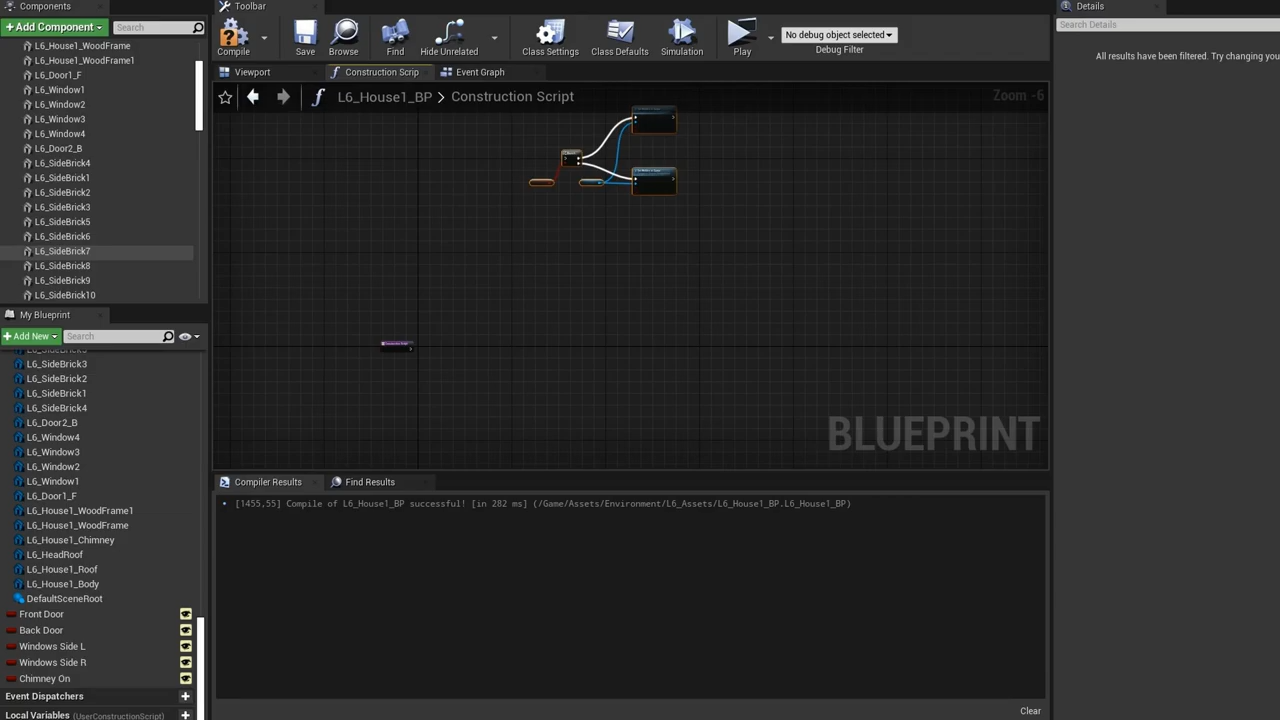 Components
Toolbar
Details
+ Add Component
Search
L6_House1_WoodFrame
L6_House1_WoodFrame1
L6_Door1_F
L6_Window1
L6_Window2
L6_Window3
L6_Window4
L6_Door2_B
L6_SideBrick4
L6_SideBrick1
L6_SideBrick2
L6_SideBrick3
L6_SideBrick5
L6_SideBrick6
L6_SideBrick7
L6_SideBrick8
L6_SideBrick9
L6_SideBrick10
Compile
Save
Browse
Find
Hide Unrelated
Class Settings
Class Defaults
Simulation
Play
No debug object selected
Debug Filter
Search Details
All results have been filtered. Try changing you
Viewport
Construction Scrip
Event Graph
L6_House1_BP > Construction Script
Zoom -6
BLUEPRINT
My Blueprint
+ Add New
Search
L6_SideBrick3
L6_SideBrick2
L6_SideBrick1
L6_SideBrick4
L6_Door2_B
L6_Window4
L6_Window3
L6_Window2
L6_Window1
L6_Door1_F
L6_House1_WoodFrame1
L6_House1_WoodFrame
L6_House1_Chimney
L6_HeadRoof
L6_House1_Roof
L6_House1_Body
DefaultSceneRoot
Front Door
Back Door
Windows Side L
Windows Side R
Chimney On
Event Dispatchers
Local Variables (UserConstructionScript)
Compiler Results
Find Results
[1455,55] Compile of L6_House1_BP successful! [in 282 ms] (/Game/Assets/Environment/L6_Assets/L6_House1_BP.L6_House1_BP)
Clear